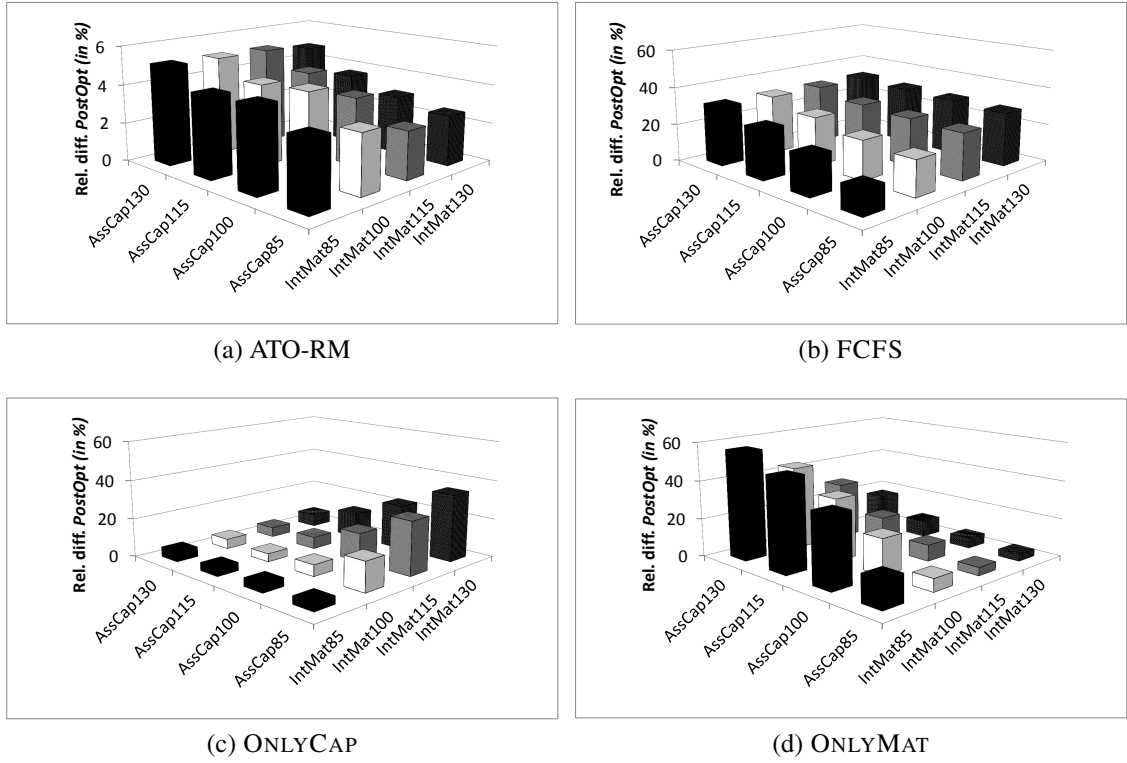 Rel. diff. PostOpt (in %)
6
4
2
0
AssCap130
AssCap115
AssCap100
AssCap85
IntMat85
IntMat100
IntMat115
IntMat130
(a) ATO-RM
Rel. diff. PostOpt (in %)
60
40
20
0
AssCap130
AssCap115
AssCap100
AssCap85
IntMat85
IntMat100
IntMat115
IntMat130
(b) FCFS
Rel. diff. PostOpt (in %)
60
40
20
0
AssCap130
AssCap115
AssCap100
AssCap85
IntMat85
IntMat100
IntMat115
IntMat130
(c) ONLYCAP
Rel. diff. PostOpt (in %)
60
40
20
0
AssCap130
AssCap115
AssCap100
AssCap85
IntMat85
IntMat100
IntMat115
IntMat130
(d) ONLYMAT